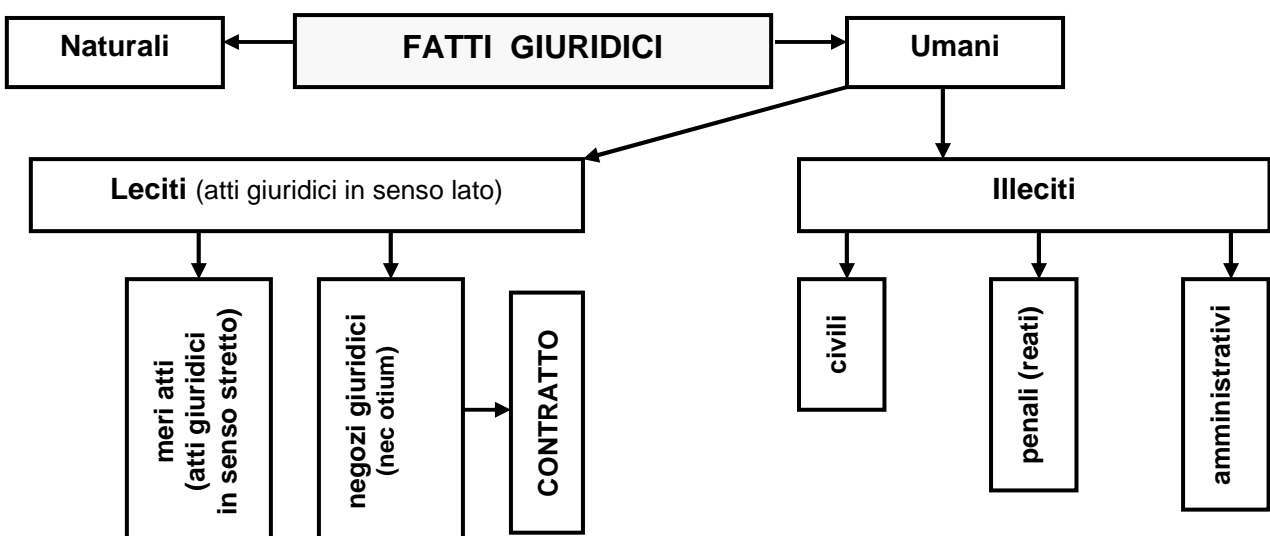 Naturali
FATTI GIURIDICI
Umani
Leciti (atti giuridici in senso lato)
Illeciti
meri atti
(atti giuridici
in senso stretto)
negozi giuridici
(nec otium)
CONTRATTO
civili
penali (reati)
amministrativi